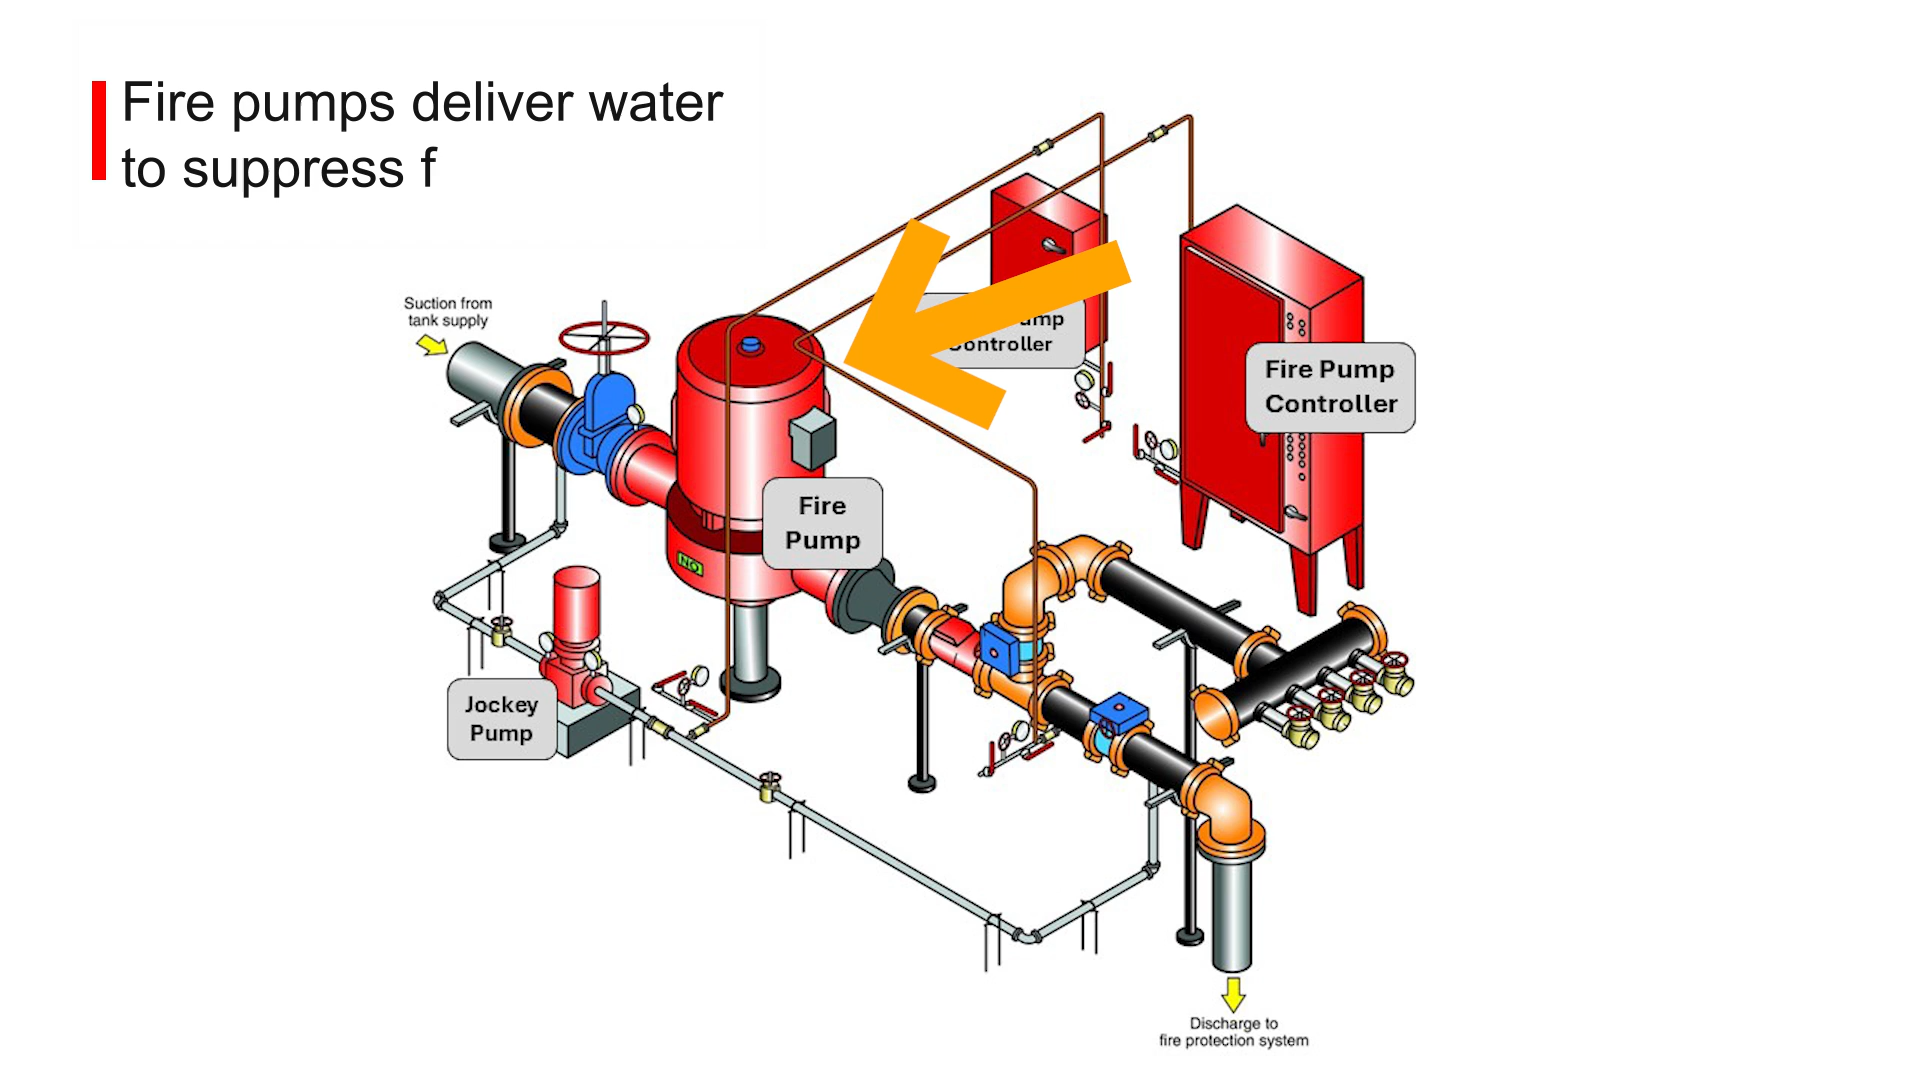 Fire pumps deliver water
to suppress f
Suction from
tank supply
Controller
Fire Pump
Controller
Fire
Pump
NO
Jockey
Pump
Discharge to
fire protection system